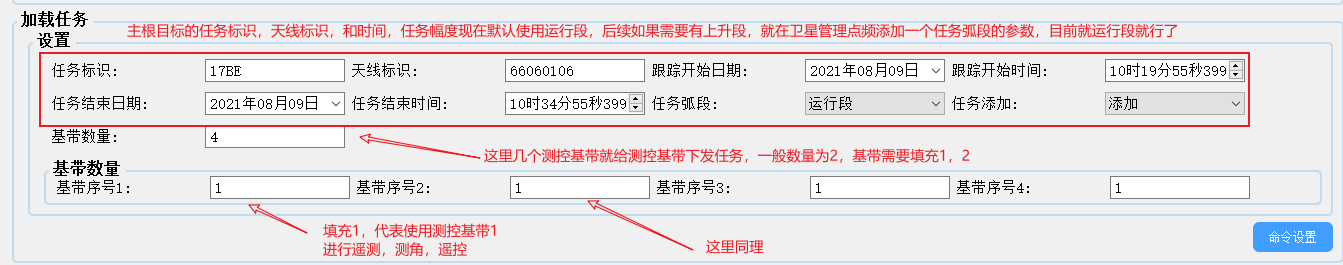 加载任务
主根目标的任务标识，天线标识，和时间，任务幅度现在默认使用运行段，后续如果需要有上升段，就在卫星管理点频添加一个任务弧段的参数，目前就运行段就行了
设置
任务标识： 17BE 天线标识： 66060106 跟踪开始日期： 2021年08月09日 跟踪开始时间： 10时19分55秒399
任务结束日期： 2021年08月09日 任务结束时间： 10时34分55秒399 任务弧段： 运行段 任务添加： 添加
基带数量： 4
这里几个测控基带就给测控基带下发任务，一般数量为2，基带需要填充1，2
基带数量
基带序号1： 1 基带序号2： 1 基带序号3： 1 基带序号4： 1
填充1，代表使用测控基带1
进行遥测，测角，遥控
这里同理
命令设置